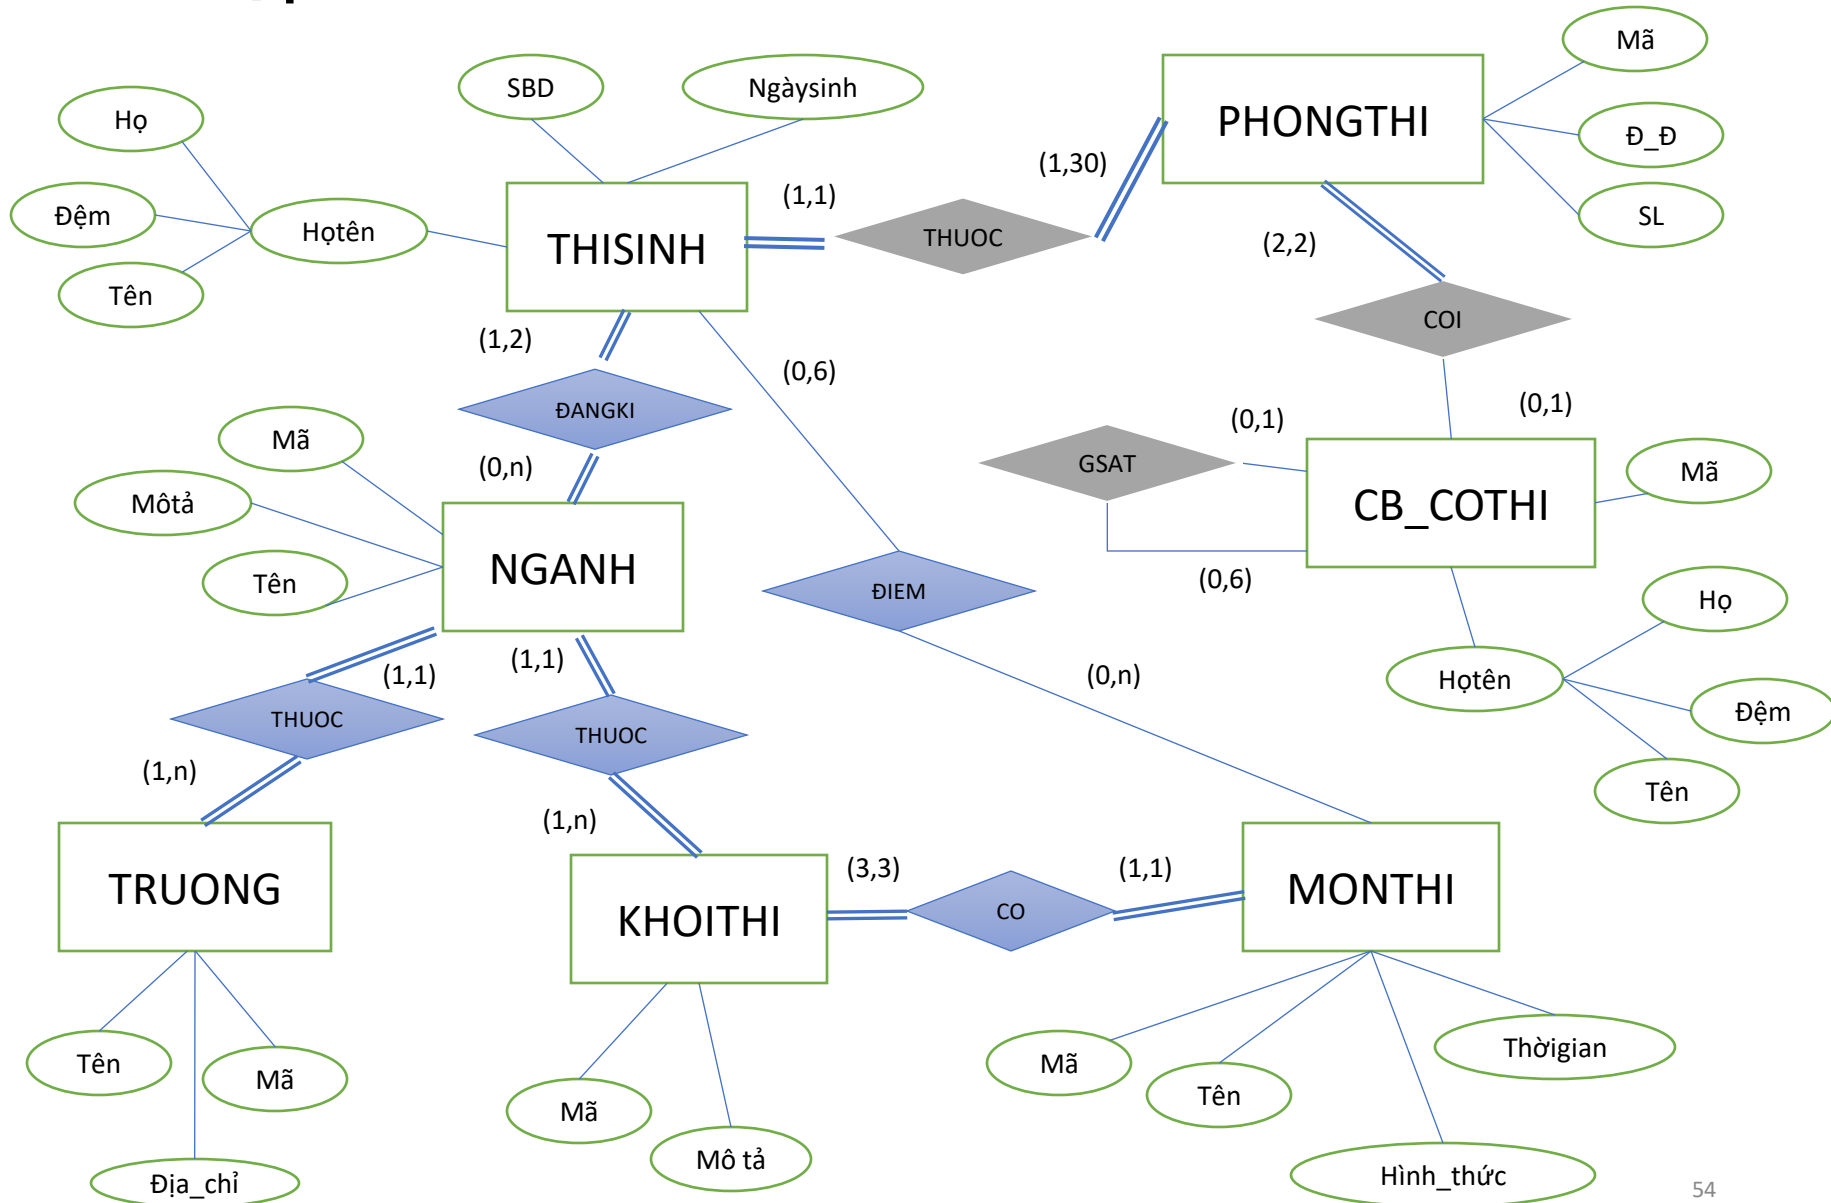 SBD
Ngàysinh
Họ
Đệm
Tên
Họtên
THISINH
(1,1)
THUOC
(1,30)
PHONGTHI
Mã
Đ_Đ
SL
(2,2)
COI
(0,1)
(1,2)
ĐANGKI
(0,n)
(0,6)
GSAT
(0,1)
(0,6)
CB_COTHI
Mã
Họtên
Họ
Đệm
Tên
Mã
Môtả
Tên
NGANH
ĐIEM
(0,n)
(1,1)
THUOC
(1,n)
(1,1)
THUOC
(1,n)
TRUONG
Tên
Mã
Địa_chỉ
KHOITHI
(3,3)
CO
(1,1)
MONTHI
Mã
Mô tả
Mã
Tên
Hình_thức
Thờigian
54